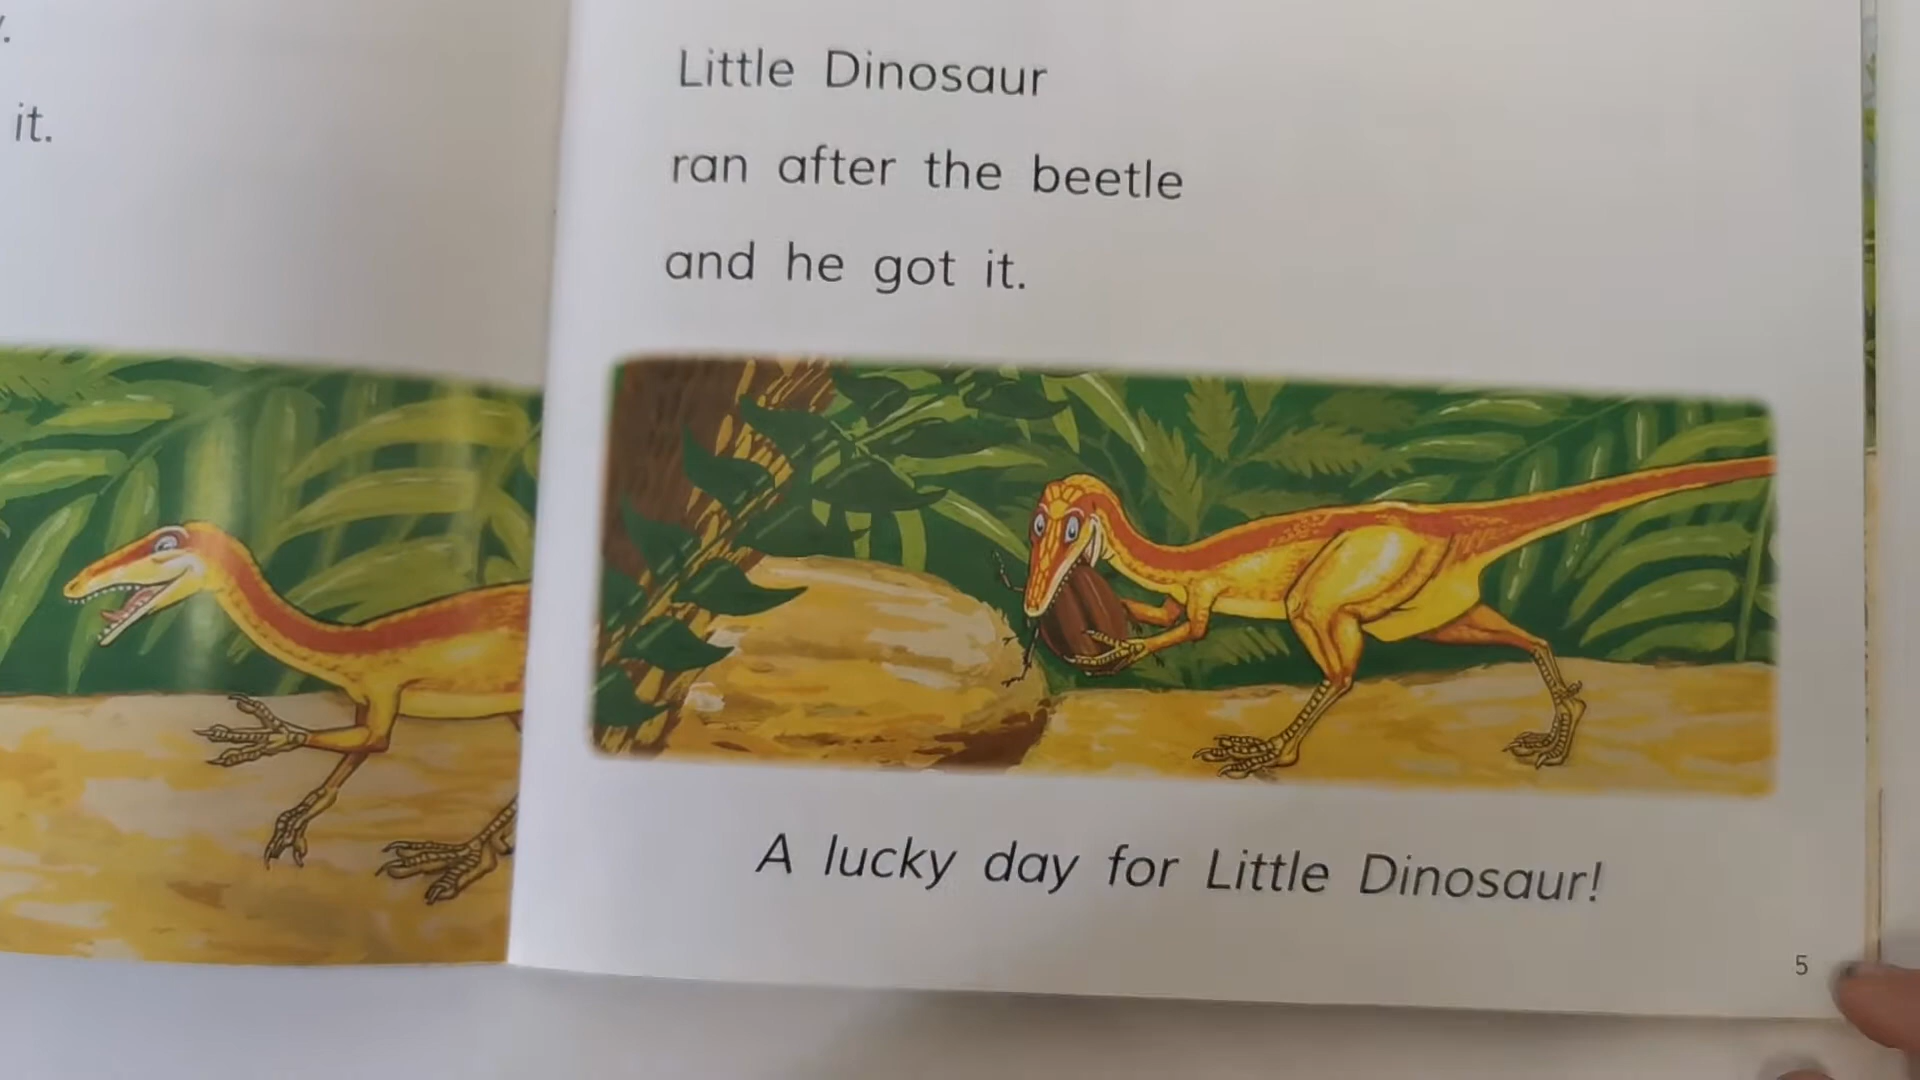 it.
Little Dinosaur
ran after the beetle
and he got it.
A lucky day for Little Dinosaur!
5